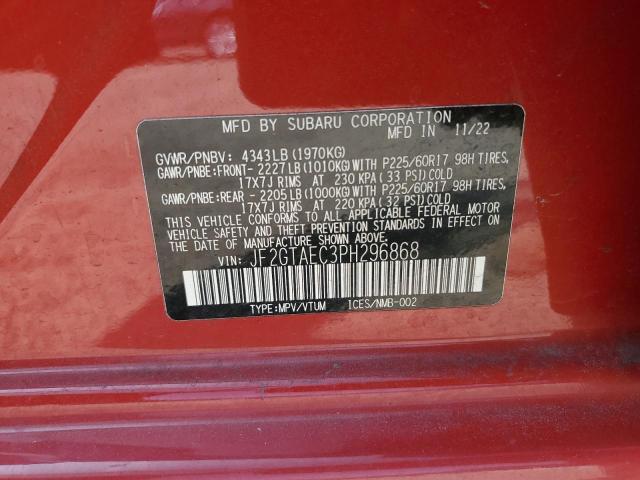 MFD BY SUBARU CORPORATION
MFD. IN 11/22
GVWR/PNBV: 4343LB (1970KG)
GAWR/PNBE:FRONT- 2227LB (1010KG) WITH P225/60R17 98H TIRES,
17X7J RIMS AT 230 KPA (33 PSI) COLD
GAWR/PNBE:REAR - 2205LB (1000KG) WITH P225/60R17 98H TIRES,
17X7J RIMS AT 220 KPA (32 PSI) COLD
THIS VEHICLE CONFORMS TO ALL APPLICABLE FEDERAL MOTOR
VEHICLE SAFETY AND THEFT PREVENTION STANDARDS
IN EFFECT ON THE DATE OF MANUFACTURE SHOWN ABOVE.
VIN: JF2GTAEC3PH296868
TYPE:MPV/VTUM ICES/NMB-002